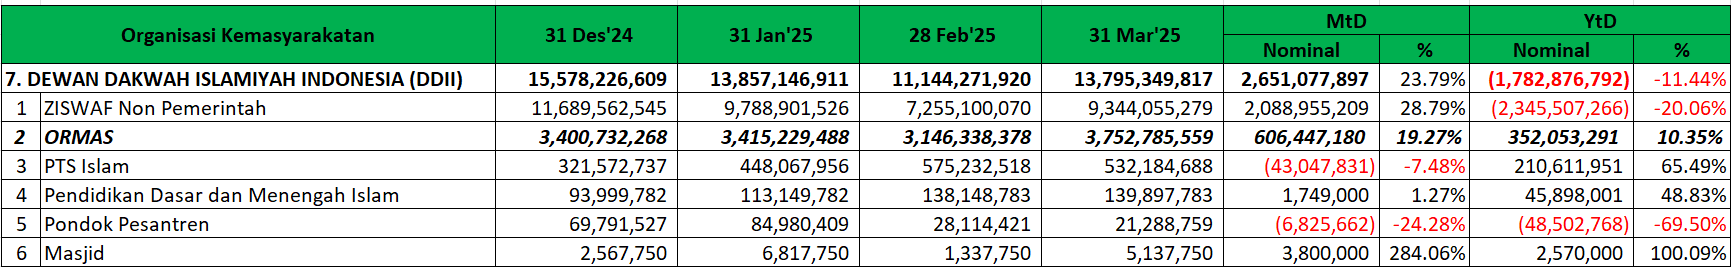 Organisasi Kemasyarakatan 31 Des'24 31 Jan'25 28 Feb'25 31 Mar'25 MtD YtD
Nominal % Nominal %
7. DEWAN DAKWAH ISLAMIYAH INDONESIA (DDII) 15,578,226,609 13,857,146,911 11,144,271,920 13,795,349,817 2,651,077,897 23.79% (1,782,876,792) -11.44%
1 ZISWAF Non Pemerintah 11,689,562,545 9,788,901,526 7,255,100,070 9,344,055,279 2,088,955,209 28.79% (2,345,507,266) -20.06%
2 ORMAS 3,400,732,268 3,415,229,488 3,146,338,378 3,752,785,559 606,447,180 19.27% 352,053,291 10.35%
3 PTS Islam 321,572,737 448,067,956 575,232,518 532,184,688 (43,047,831) -7.48% 210,611,951 65.49%
4 Pendidikan Dasar dan Menengah Islam 93,999,782 113,149,782 138,148,783 139,897,783 1,749,000 1.27% 45,898,001 48.83%
5 Pondok Pesantren 69,791,527 84,980,409 28,114,421 21,288,759 (6,825,662) -24.28% (48,502,768) -69.50%
6 Masjid 2,567,750 6,817,750 1,337,750 5,137,750 3,800,000 284.06% 2,570,000 100.09%